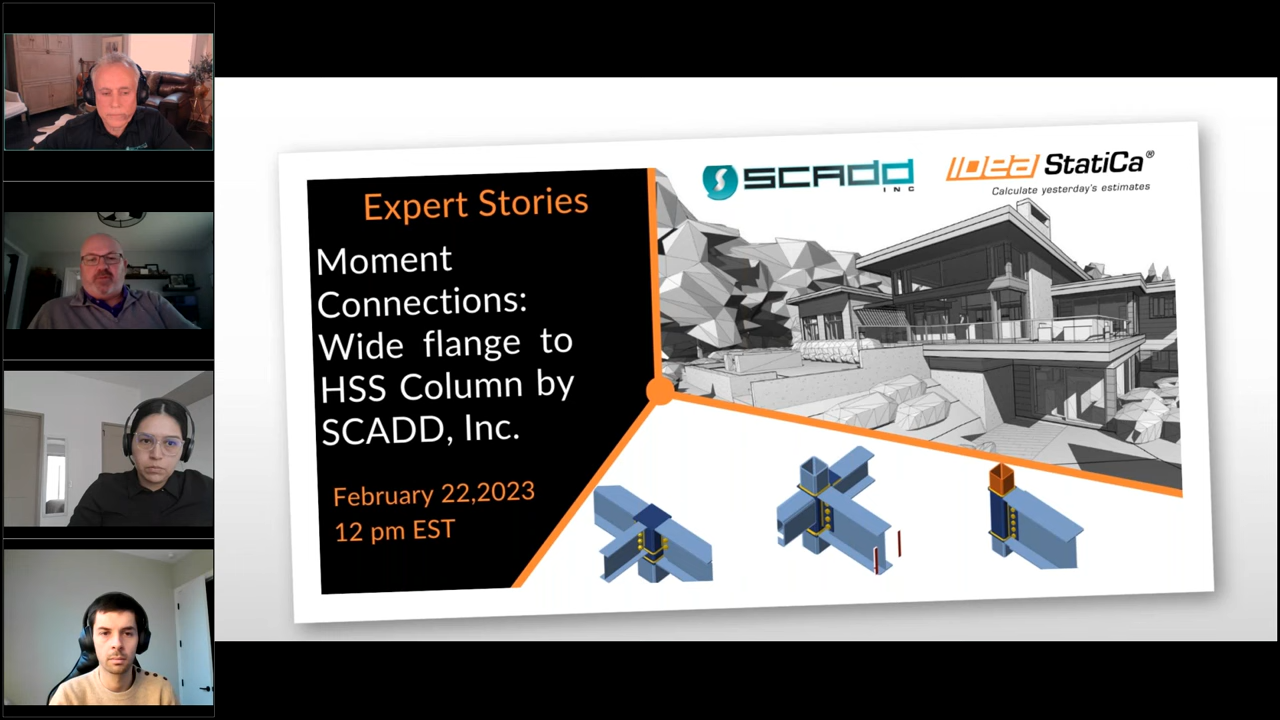 Expert Stories
Moment
Connections:
Wide flange to
HSS Column by
SCADD, Inc.
February 22,2023
12 pm EST
SCADD
INC
IDEA StatiCa®
Calculate yesterday's estimates